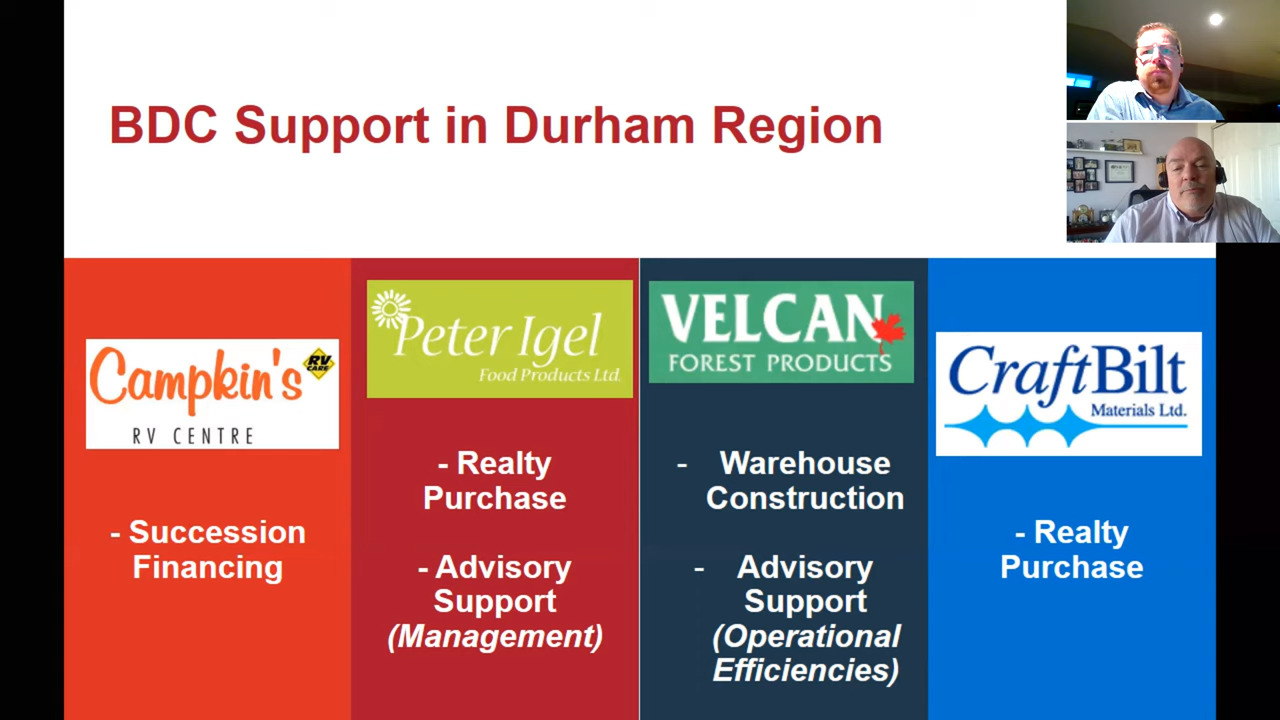 BDC Support in Durham Region
Campkin's
RV CARE
RV CENTRE
- Succession
Financing
Peter Igel
Food Products Ltd.
- Realty
Purchase
- Advisory
Support
(Management)
VELCAN
FOREST PRODUCTS
- Warehouse
Construction
- Advisory
Support
(Operational
Efficiencies)
CraftBilt
Materials Ltd.
- Realty
Purchase